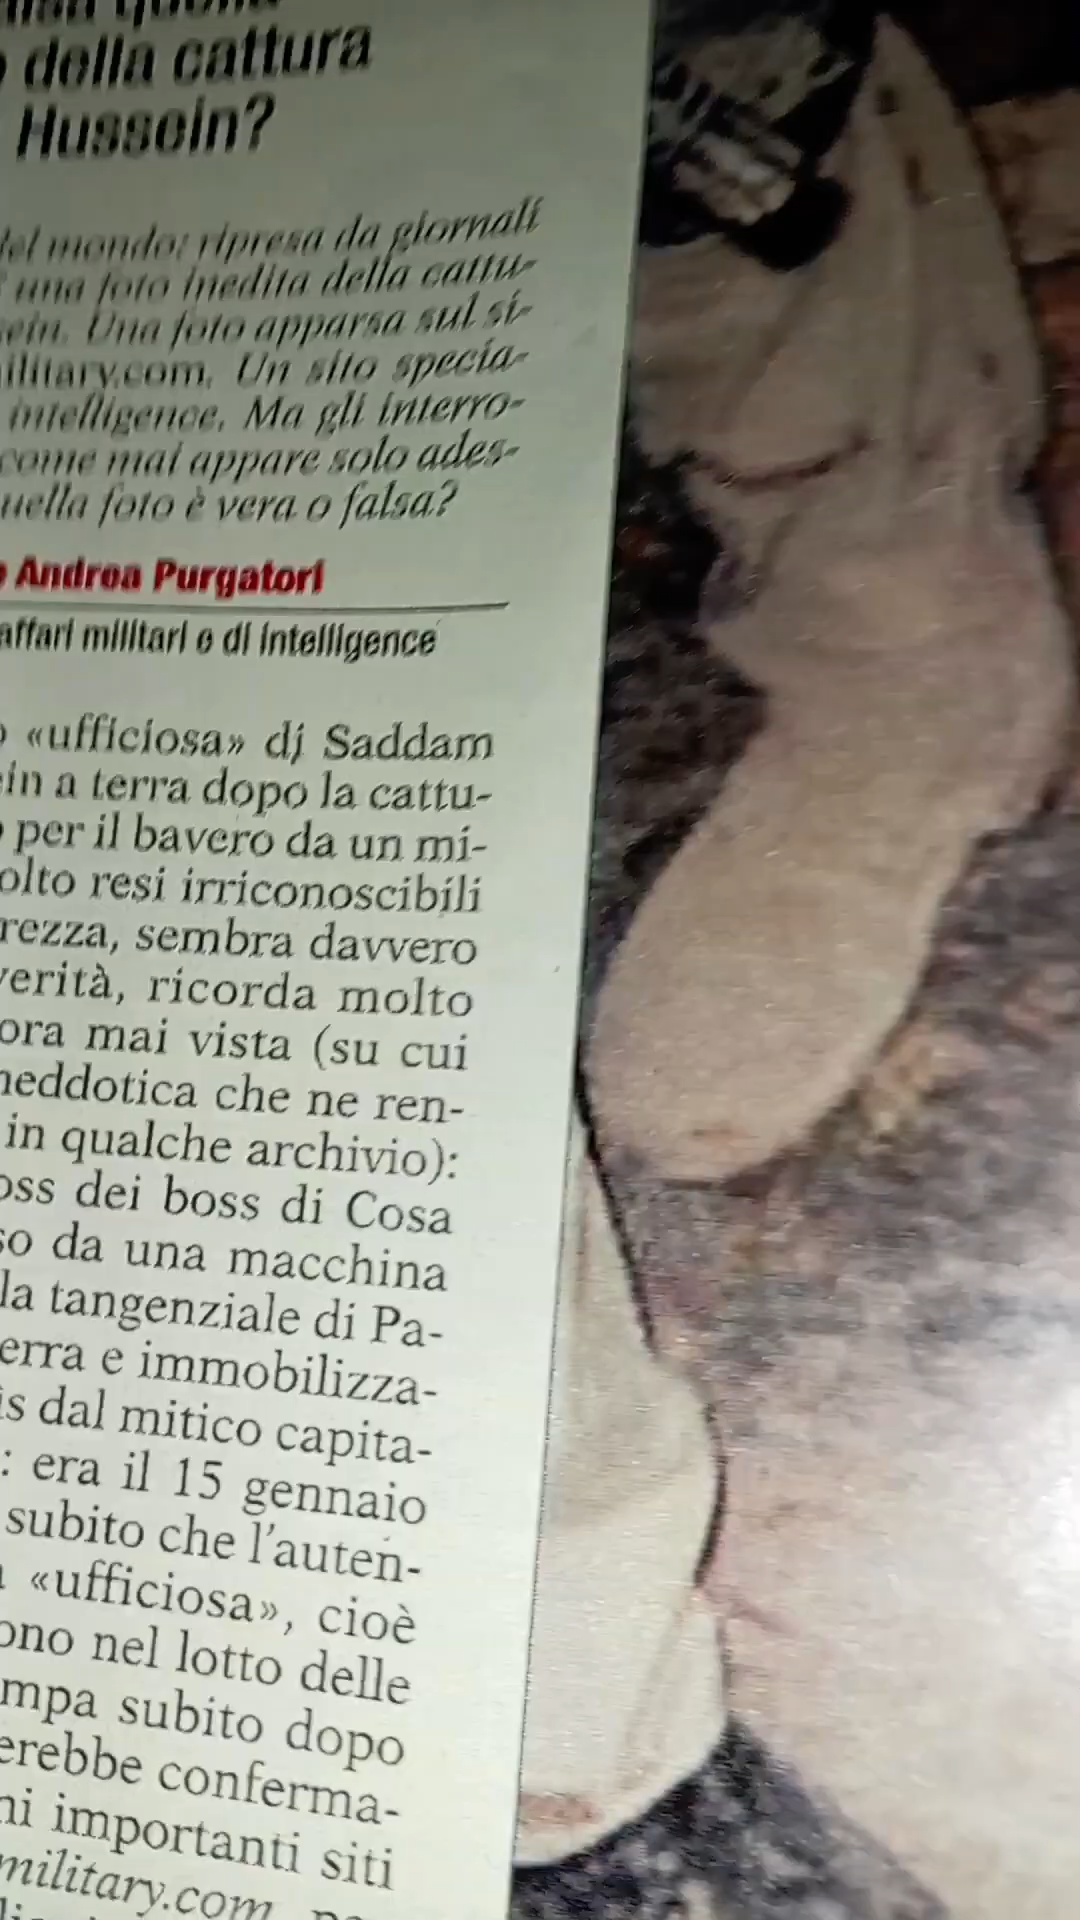 della cattura
Hussein?
del mondo: ripresa da giornali
una foto inedita della cattu-
sein. Una foto apparsa sul si-
military.com. Un sito specia-
intelligence. Ma gli interro-
come mai appare solo ades-
uella foto è vera o falsa?
Andrea Purgatori
affari militari e di intelligence
«ufficiosa» di Saddam
in a terra dopo la cattu-
per il bavero da un mi-
olto resi irriconoscibili
rezza, sembra davvero
verità, ricorda molto
ora mai vista (su cui
neddotica che ne ren-
in qualche archivio):
oss dei boss di Cosa
so da una macchina
la tangenziale di Pa-
erra e immobilizza-
is dal mitico capita-
: era il 15 gennaio
subito che l'auten-
«ufficiosa», cioè
ono nel lotto delle
mpa subito dopo
erebbe conferma-
ni importanti siti
military.com